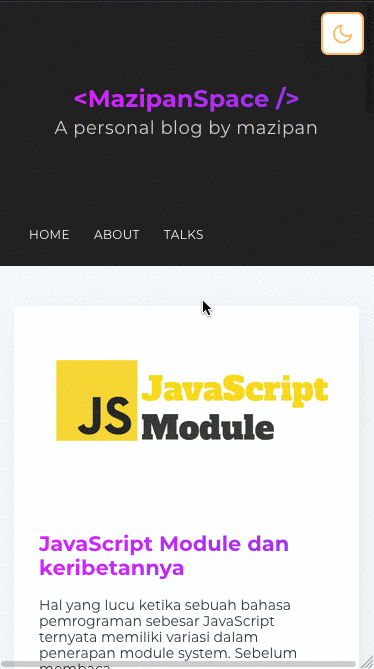 <MazipanSpace />
A personal blog by mazipan
HOME ABOUT TALKS
JS
JavaScript
Module
JavaScript Module dan
keribetannya
Hal yang lucu ketika sebuah bahasa
pemrograman sebesar JavaScript
ternyata memiliki variasi dalam
penerapan module system. Sebelum
membaca